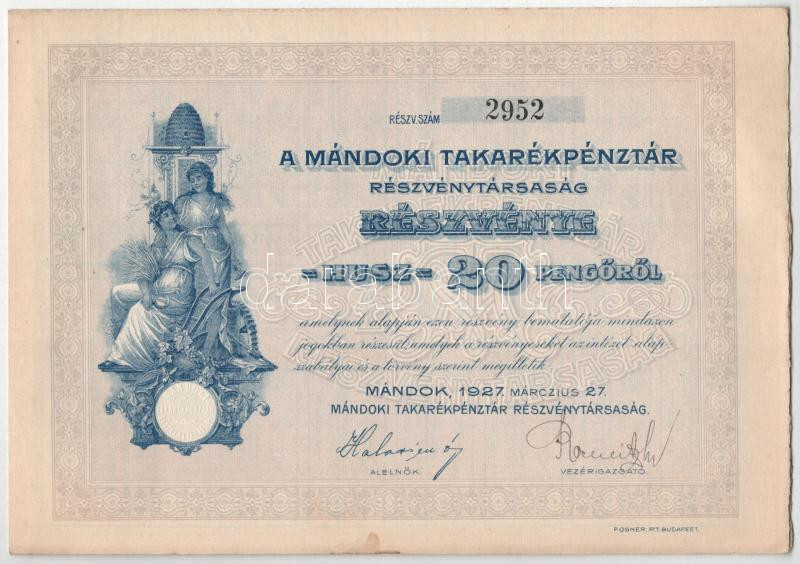 RÉSZV.SZÁM 2952
A MÁNDOKI TAKARÉKPÉNZTÁR
RÉSZVÉNYTÁRSASÁG
RÉSZVÉNYE
-HUSZ- 20 PENGŐRŐL
amelynek alapján ezen részvény bemutatója mindazon
jogokban részesül, amelyek a részvényeseket az intézet alap-
szabályai és a törvény szerint megilletik.
MÁNDOK, 1927. MÁRCZIUS 27.
MÁNDOKI TAKARÉKPÉNZTÁR RÉSZVÉNYTÁRSASÁG.
ALELNÖK. VEZÉRIGAZGATÓ.
POSNER R.T. BUDAPEST.
darabanth